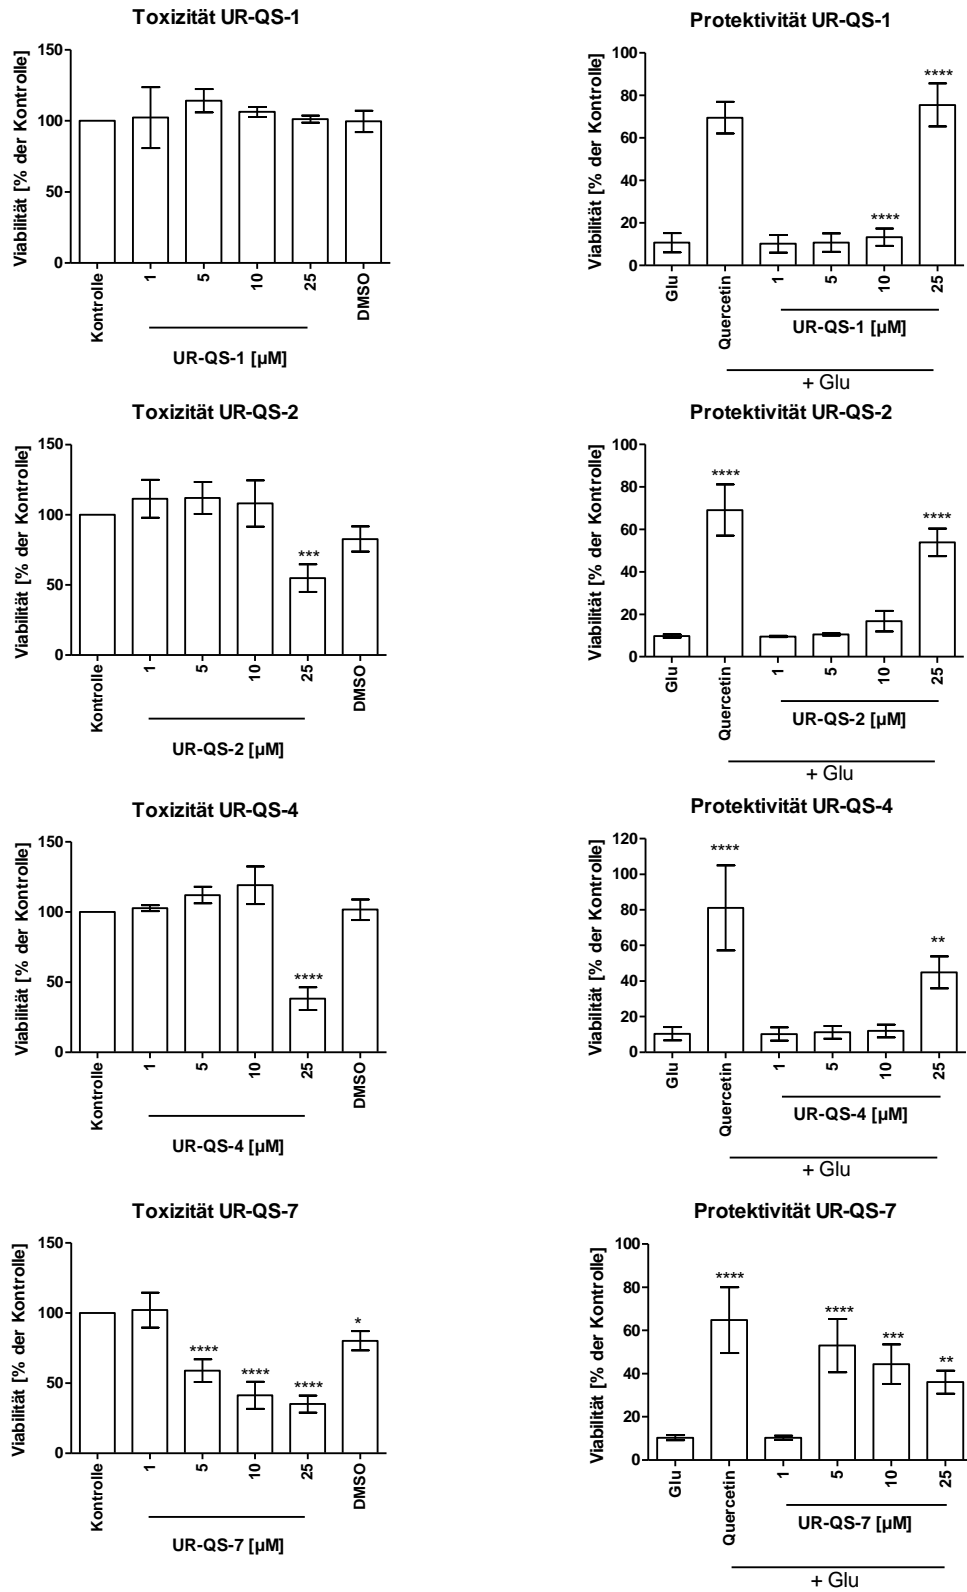 Toxizität UR-QS-1
Viabilität [% der Kontrolle]
150
100
50
0
Kontrolle
1
5
10
25
DMSO
UR-QS-1 [µM]
Protektivität UR-QS-1
Viabilität [% der Kontrolle]
100
80
60
40
20
0
****
****
Glu
Quercetin
1
5
10
25
UR-QS-1 [µM]
+ Glu
Toxizität UR-QS-2
Viabilität [% der Kontrolle]
150
100
50
0
***
Kontrolle
1
5
10
25
DMSO
UR-QS-2 [µM]
Protektivität UR-QS-2
Viabilität [% der Kontrolle]
100
80
60
40
20
0
****
****
Glu
Quercetin
1
5
10
25
UR-QS-2 [µM]
+ Glu
Toxizität UR-QS-4
Viabilität [% der Kontrolle]
150
100
50
0
****
Kontrolle
1
5
10
25
DMSO
UR-QS-4 [µM]
Protektivität UR-QS-4
Viabilität [% der Kontrolle]
120
100
80
60
40
20
0
****
**
Glu
Quercetin
1
5
10
25
UR-QS-4 [µM]
+ Glu
Toxizität UR-QS-7
Viabilität [% der Kontrolle]
150
100
50
0
****
****
****
*
Kontrolle
1
5
10
25
DMSO
UR-QS-7 [µM]
Protektivität UR-QS-7
Viabilität [% der Kontrolle]
100
80
60
40
20
0
****
****
***
**
Glu
Quercetin
1
5
10
25
UR-QS-7 [µM]
+ Glu